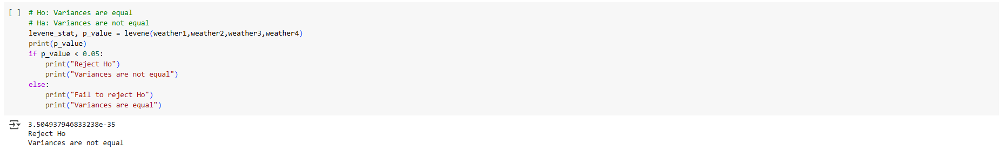 [ ] # Ho: Variances are equal
# Ha: Variances are not equal
levene_stat, p_value = levene(weather1,weather2,weather3,weather4)
print(p_value)
if p_value < 0.05:
    print("Reject Ho")
    print("Variances are not equal")
else:
    print("Fail to reject Ho")
    print("Variances are equal")
3.504937946833238e-35
Reject Ho
Variances are not equal